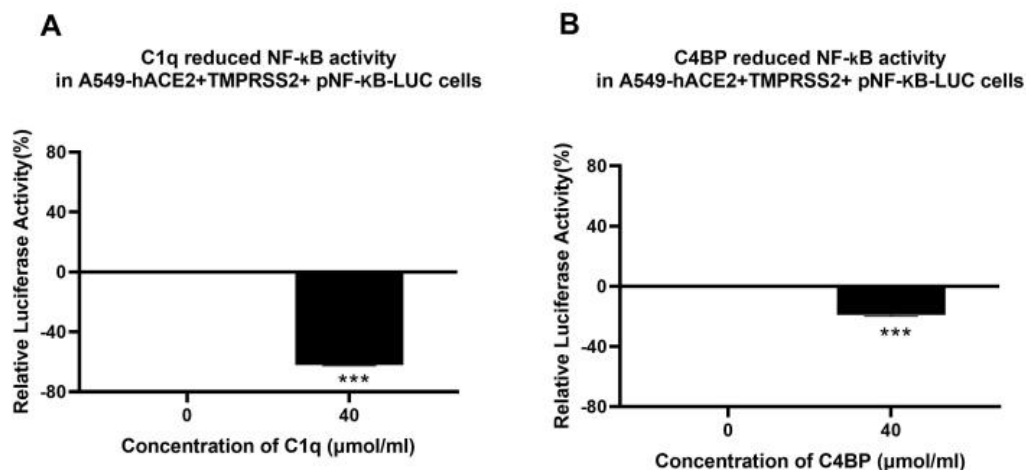 A
C1q reduced NF-κB activity
in A549-hACE2+TMPRSS2+ pNF-κB-LUC cells
Relative Luciferase Activity(%)
80
40
0
-40
-80
***
0
40
Concentration of C1q (μmol/ml)
B
C4BP reduced NF-κB activity
in A549-hACE2+TMPRSS2+ pNF-κB-LUC cells
Relative Luciferase Activity(%)
80
40
0
-40
-80
***
0
40
Concentration of C4BP (μmol/ml)